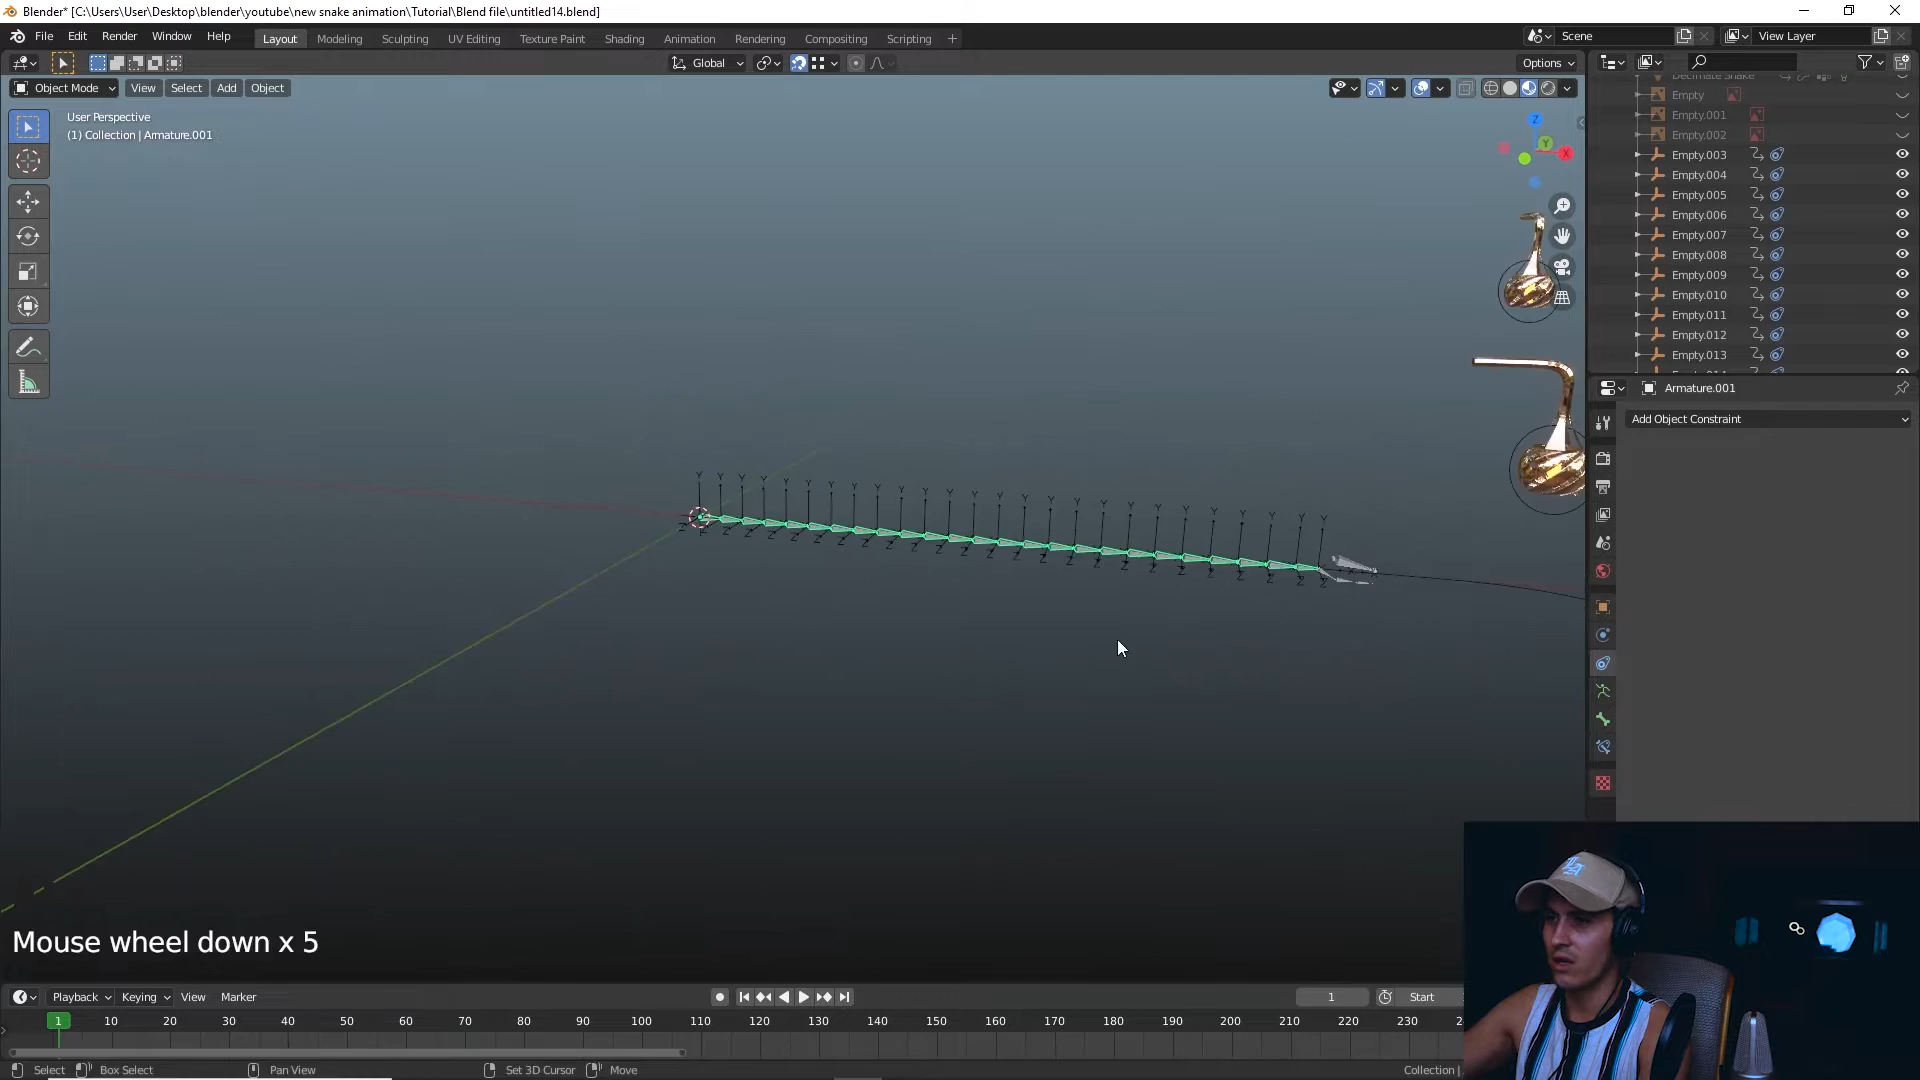 Blender* [C:\Users\User\Desktop\blender\youtube\new snake animation\Tutorial\Blend file\untitled14.blend]
File Edit Render Window Help
Layout Modeling Sculpting UV Editing Texture Paint Shading Animation Rendering Compositing Scripting +
Scene
View Layer
Global
Options
Object Mode View Select Add Object
User Perspective
(1) Collection | Armature.001
Decimate Snake
Empty
Empty.001
Empty.002
Empty.003
Empty.004
Empty.005
Empty.006
Empty.007
Empty.008
Empty.009
Empty.010
Empty.011
Empty.012
Empty.013
Armature.001
Add Object Constraint
Z
Y
X
Mouse wheel down x 5
Playback Keying View Marker
1
Start
1 10 20 30 40 50 60 70 80 90 100 110 120 130 140 150 160 170 180 190 200 210 220 230
Select Box Select Pan View Set 3D Cursor Move
Collection |